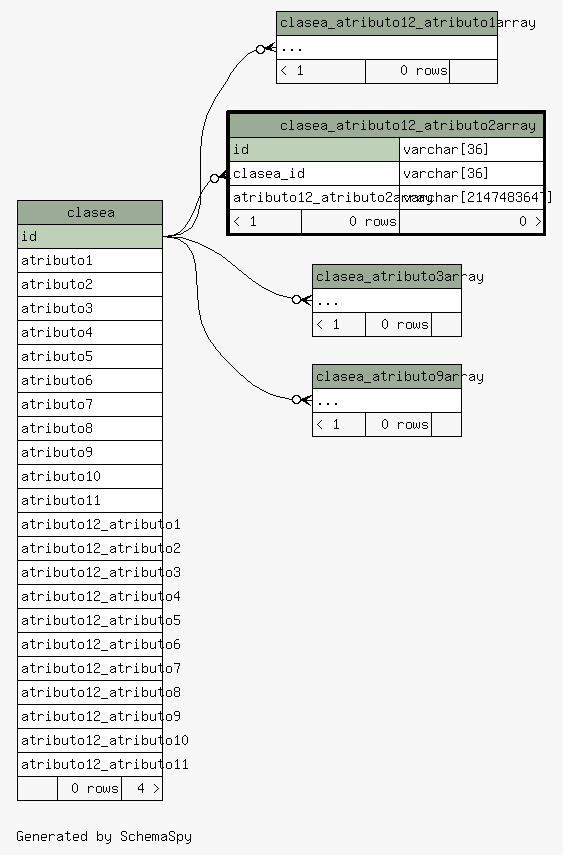 clasea_atributo12_atributo1array
...
< 1 0 rows
clasea_atributo12_atributo2array
id varchar[36]
clasea_id varchar[36]
atributo12_atributo2array varchar[2147483647]
< 1 0 rows 0 >
clasea
id
atributo1
atributo2
atributo3
atributo4
atributo5
atributo6
atributo7
atributo8
atributo9
atributo10
atributo11
atributo12_atributo1
atributo12_atributo2
atributo12_atributo3
atributo12_atributo4
atributo12_atributo5
atributo12_atributo6
atributo12_atributo7
atributo12_atributo8
atributo12_atributo9
atributo12_atributo10
atributo12_atributo11
0 rows 4 >
clasea_atributo3array
...
< 1 0 rows
clasea_atributo9array
...
< 1 0 rows
Generated by SchemaSpy